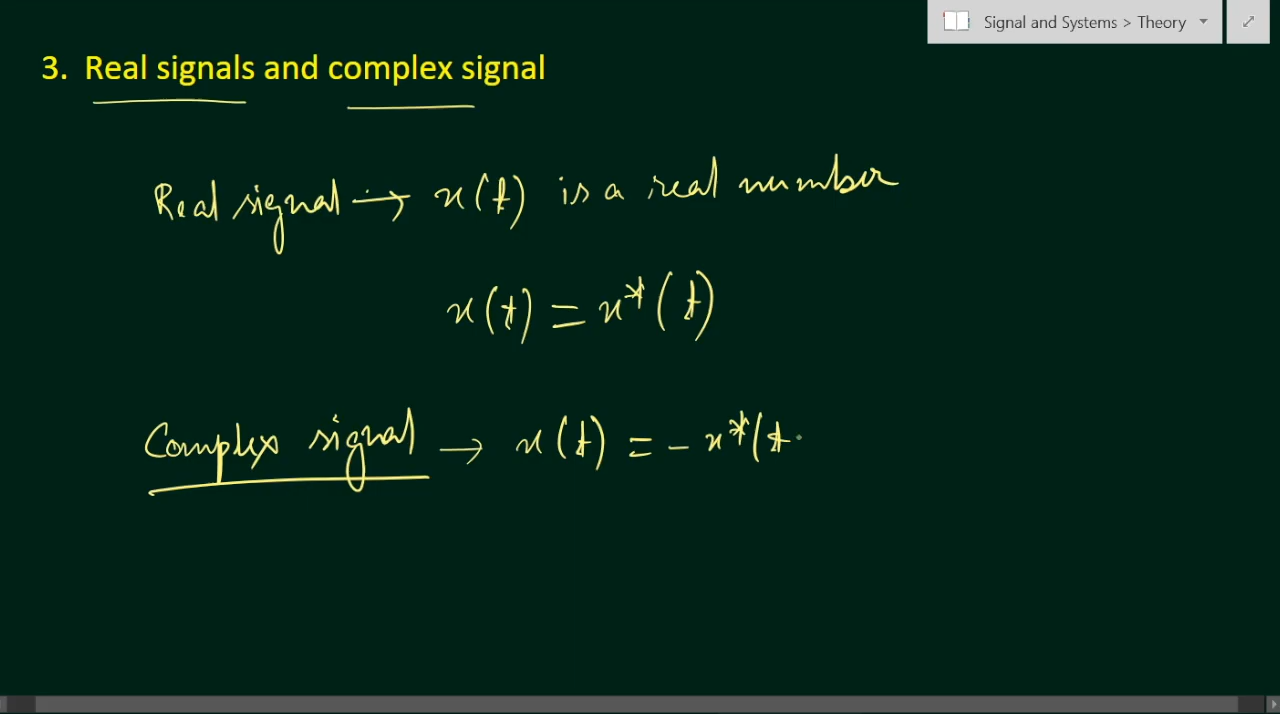 Signal and Systems > Theory
3. Real signals and complex signal
Real signal → x(t) is a real number
x(t) = x*(t)
Complex signal → x(t) = - x*(t